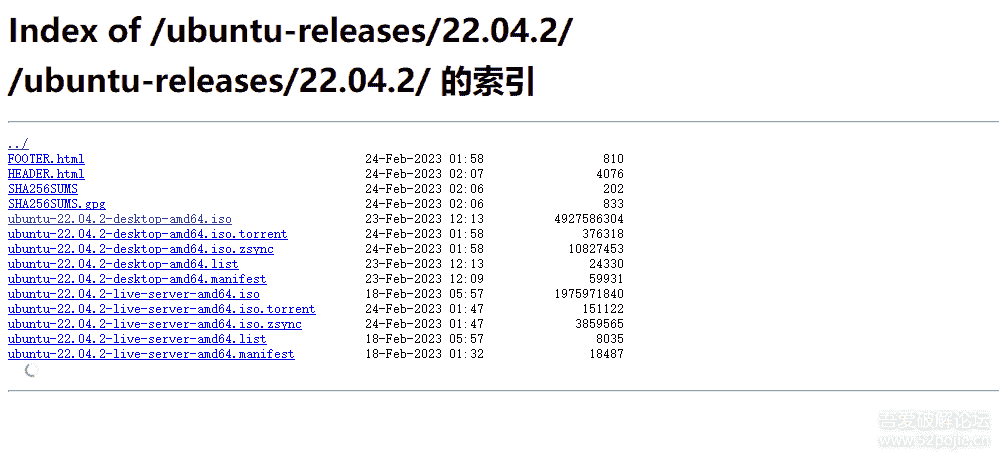 Index of /ubuntu-releases/22.04.2/
/ubuntu-releases/22.04.2/ 的索引
../
FOOTER.html 24-Feb-2023 01:58 810
HEADER.html 24-Feb-2023 02:07 4076
SHA256SUMS 24-Feb-2023 02:06 202
SHA256SUMS.gpg 24-Feb-2023 02:06 833
ubuntu-22.04.2-desktop-amd64.iso 23-Feb-2023 12:13 4927586304
ubuntu-22.04.2-desktop-amd64.iso.torrent 24-Feb-2023 01:58 376318
ubuntu-22.04.2-desktop-amd64.iso.zsync 24-Feb-2023 01:58 10827453
ubuntu-22.04.2-desktop-amd64.list 23-Feb-2023 12:13 24330
ubuntu-22.04.2-desktop-amd64.manifest 23-Feb-2023 12:09 59931
ubuntu-22.04.2-live-server-amd64.iso 18-Feb-2023 05:57 1975971840
ubuntu-22.04.2-live-server-amd64.iso.torrent 24-Feb-2023 01:47 151122
ubuntu-22.04.2-live-server-amd64.iso.zsync 24-Feb-2023 01:47 3859565
ubuntu-22.04.2-live-server-amd64.list 18-Feb-2023 05:57 8035
ubuntu-22.04.2-live-server-amd64.manifest 18-Feb-2023 01:32 18487
吾爱破解论坛
www.52pojie.cn